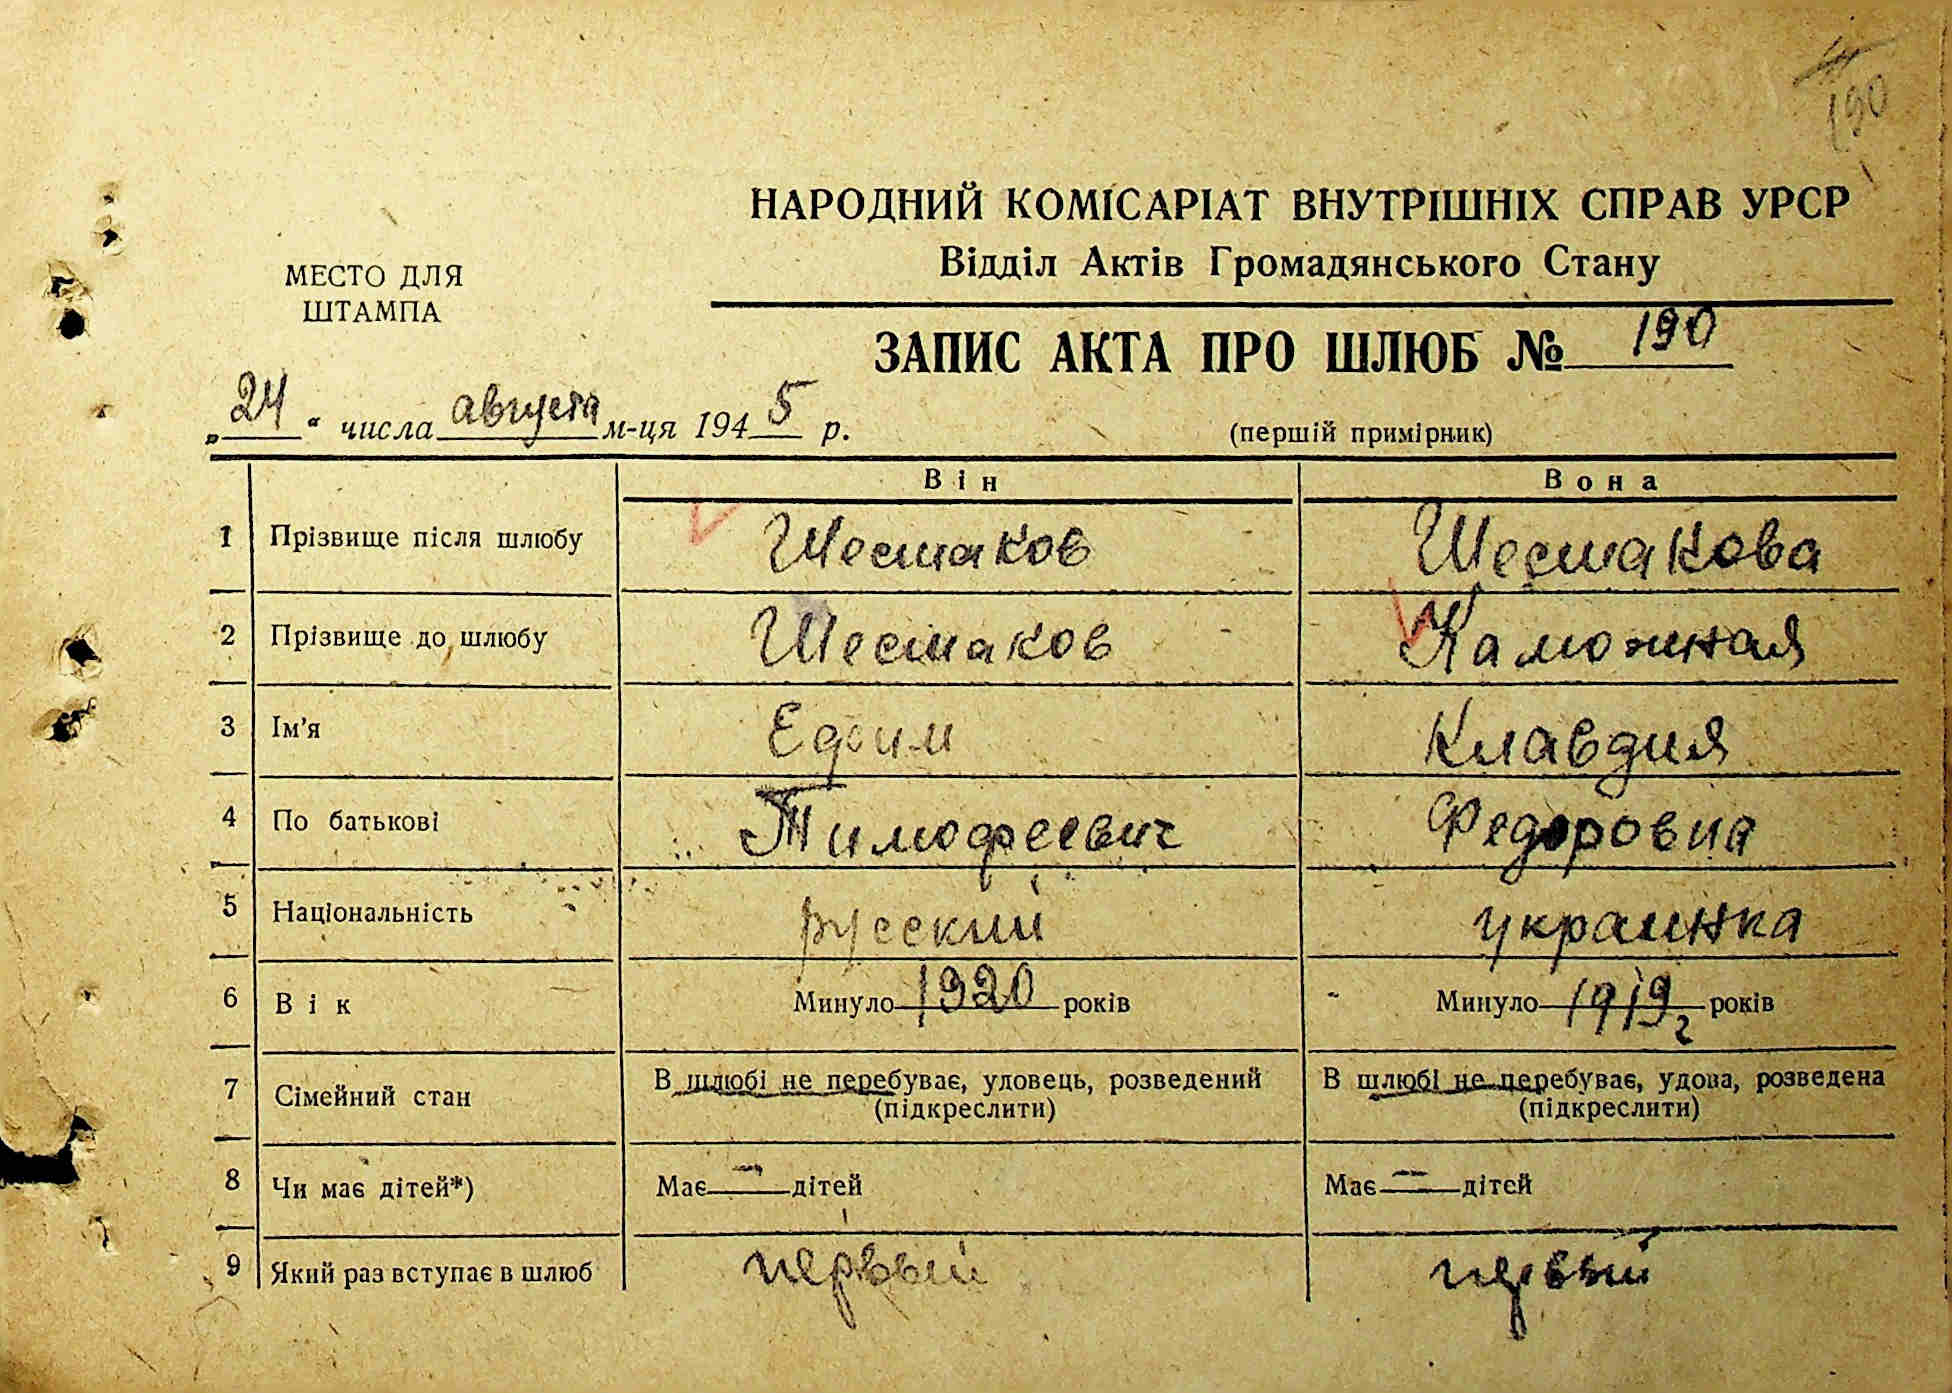 190
НАРОДНИЙ КОМІСАРІАТ ВНУТРІШНІХ СПРАВ УРСР
Відділ Актів Громадянського Стану
МЕСТО ДЛЯ
ШТАМПА
ЗАПИС АКТА ПРО ШЛЮБ № 190
„24“ числа августа м-ця 1945 р.
(перший примірник)
Він Вона
1 Прізвище після шлюбу Шестаков Шестакова
2 Прізвище до шлюбу Шестаков Каможная
3 Ім'я Ефим Клавдия
4 По батькові Тимофеевич Федоровна
5 Національність русский украинка
6 Вік Минуло 1920 років Минуло 1919 г років
7 Сімейний стан В шлюбі не перебуває, удовець, розведений В шлюбі не перебуває, удова, розведена
(підкреслити) (підкреслити)
8 Чи має дітей*) Має — дітей Має — дітей
9 Який раз вступає в шлюб первый первый